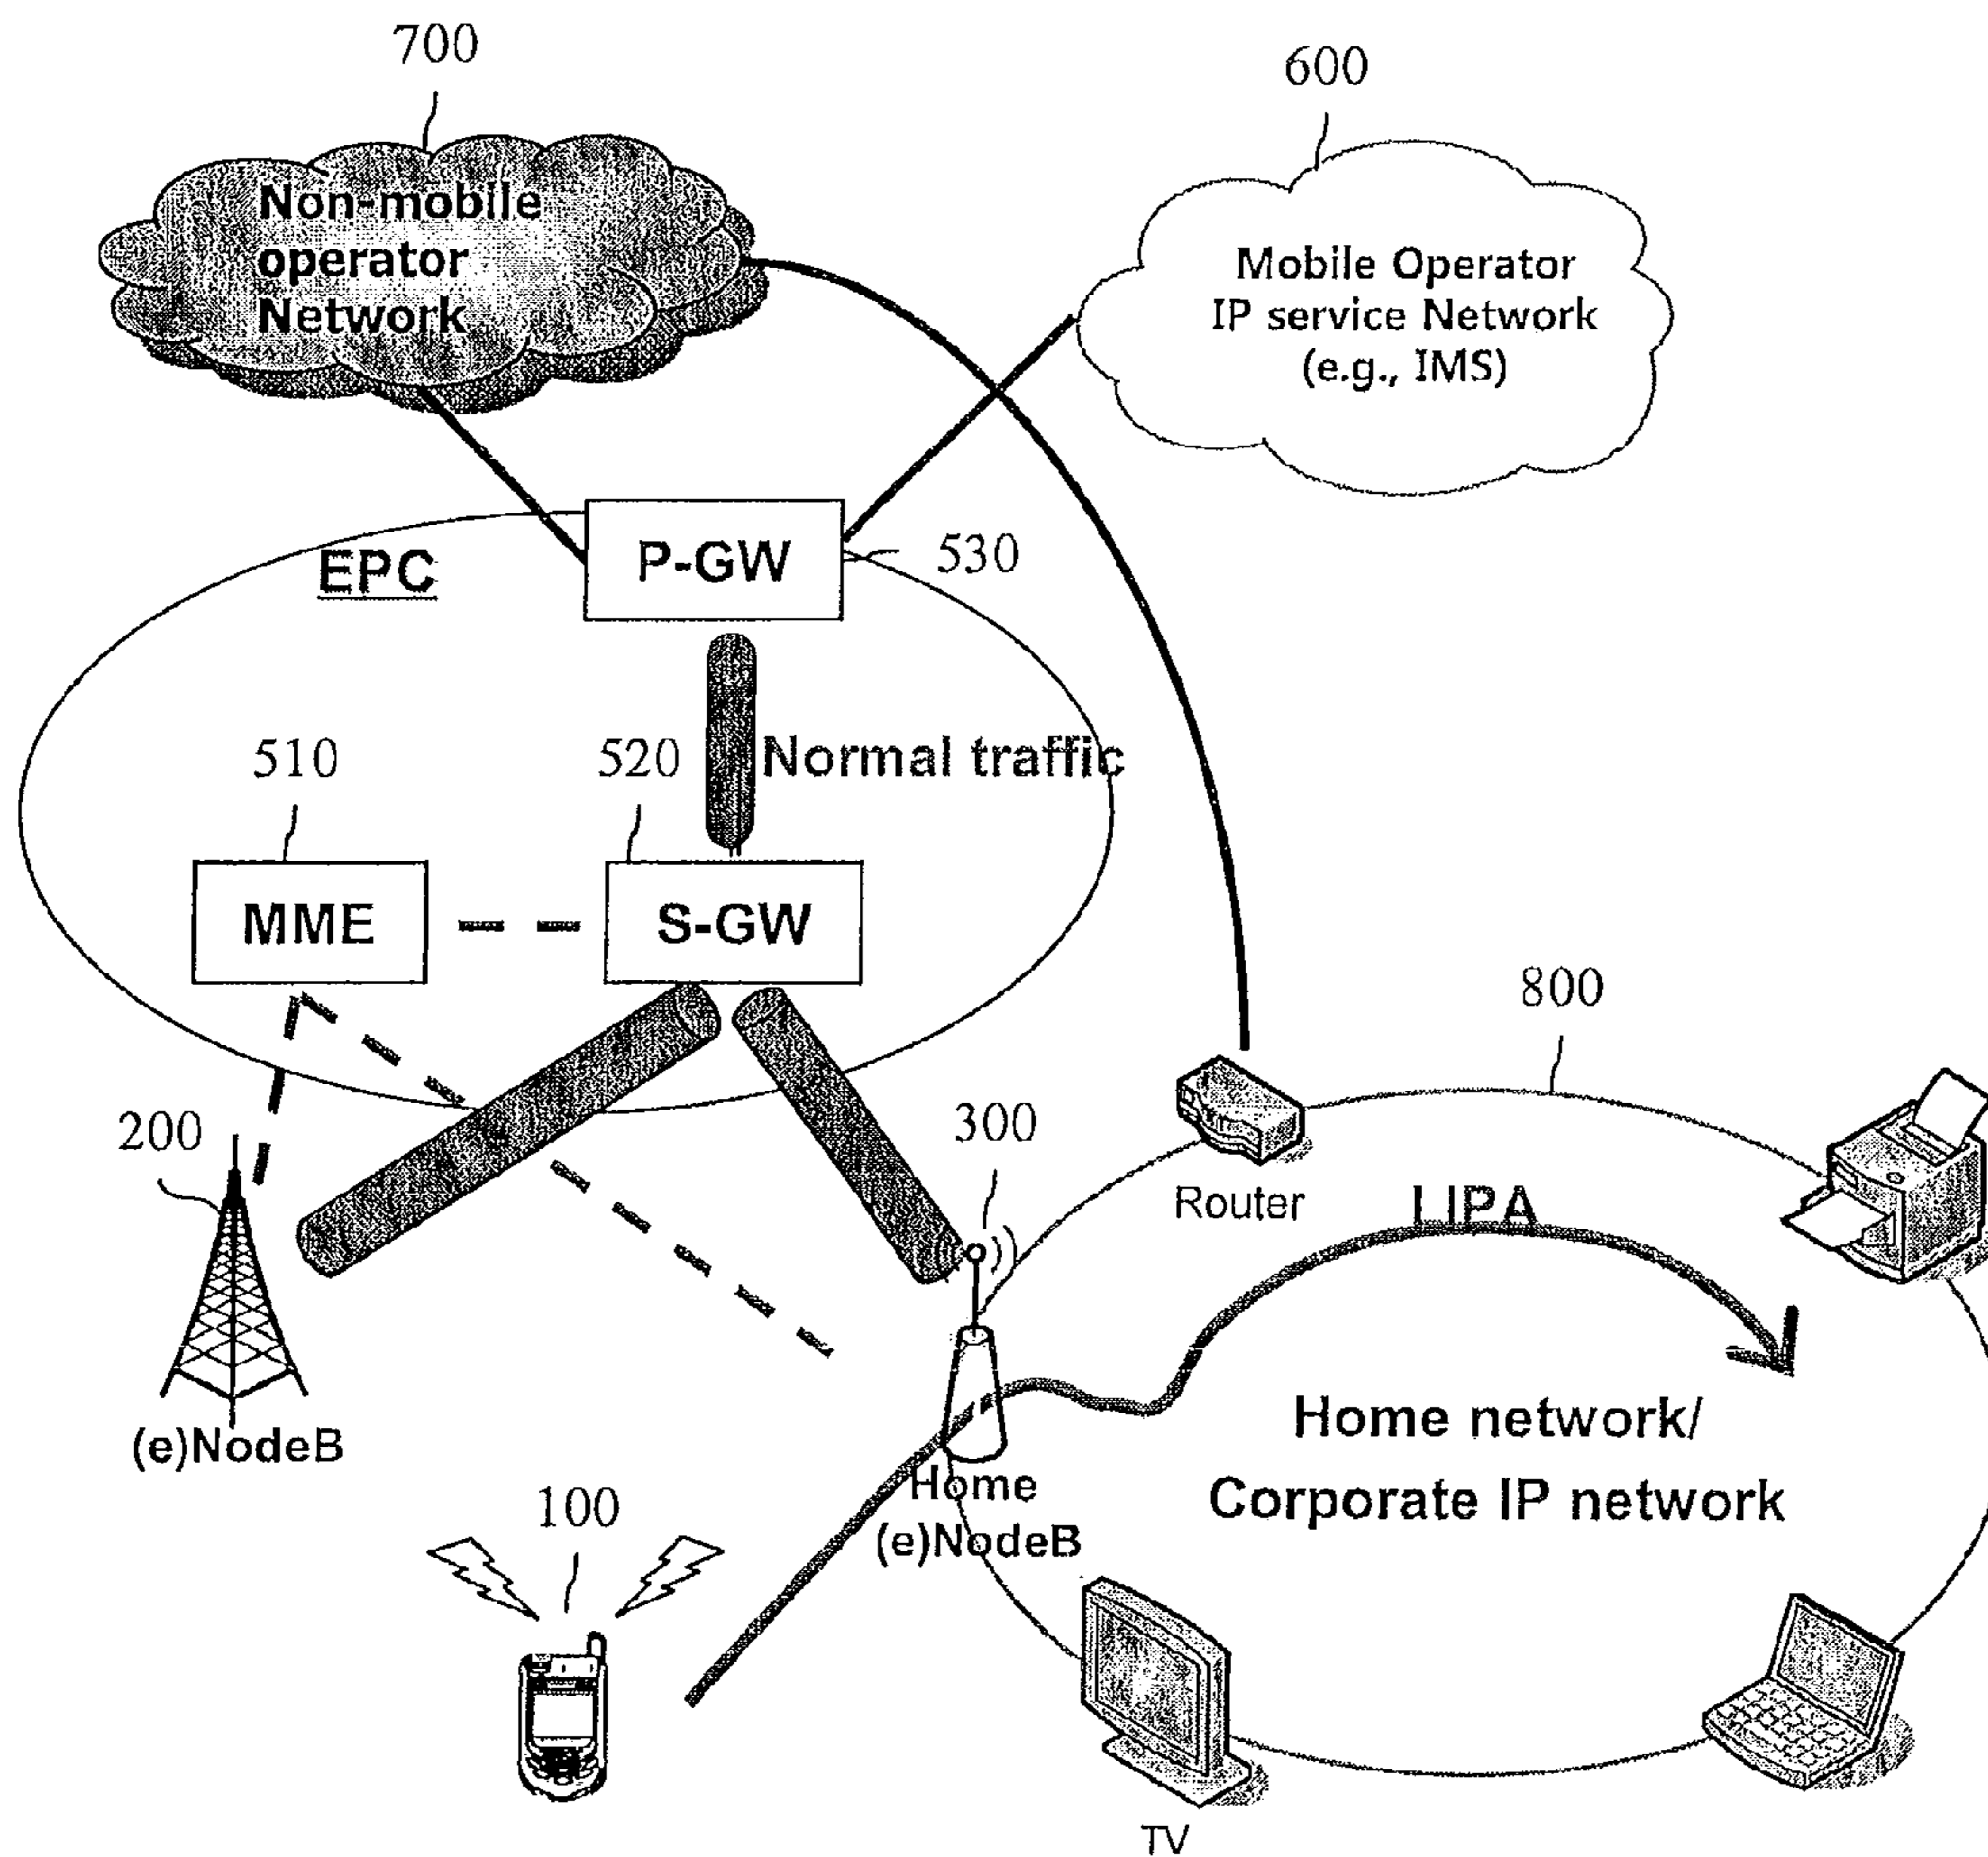 700
600
Non-mobile
operator
Network
Mobile Operator
IP service Network
(e.g., IMS)
EPC
P-GW
530
510
520
Normal traffic
MME
S-GW
800
200
300
Router
LIPA
(e)NodeB
Home network/
Corporate IP network
Home
(e)NodeB
100
TV